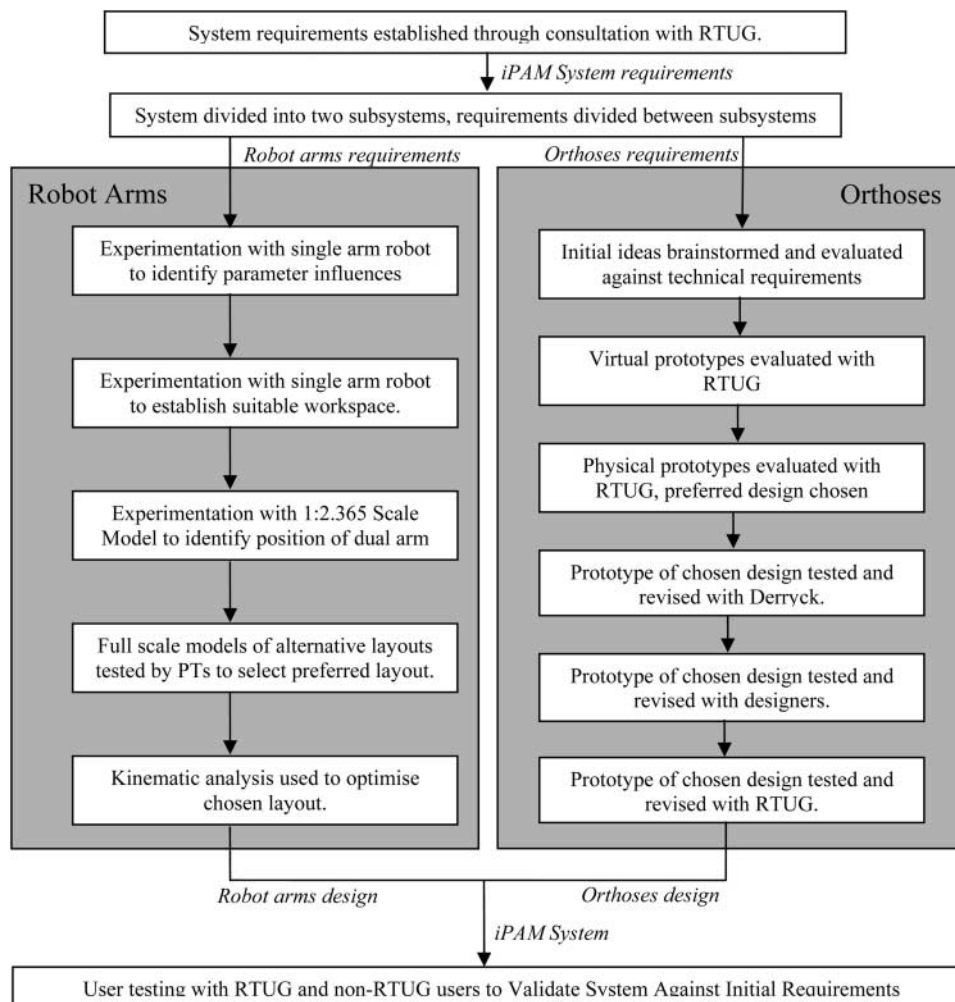 System requirements established through consultation with RTUG.
iPAM System requirements
System divided into two subsystems, requirements divided between subsystems
Robot arms requirements
Orthoses requirements
Robot Arms
Experimentation with single arm robot
to identify parameter influences
Experimentation with single arm robot
to establish suitable workspace.
Experimentation with 1:2.365 Scale
Model to identify position of dual arm
Full scale models of alternative layouts
tested by PTs to select preferred layout.
Kinematic analysis used to optimise
chosen layout.
Orthoses
Initial ideas brainstormed and evaluated
against technical requirements
Virtual prototypes evaluated with
RTUG
Physical prototypes evaluated with
RTUG, preferred design chosen
Prototype of chosen design tested and
revised with Derryck.
Prototype of chosen design tested and
revised with designers.
Prototype of chosen design tested and
revised with RTUG.
Robot arms design
Orthoses design
iPAM System
User testing with RTUG and non-RTUG users to Validate System Against Initial Requirements